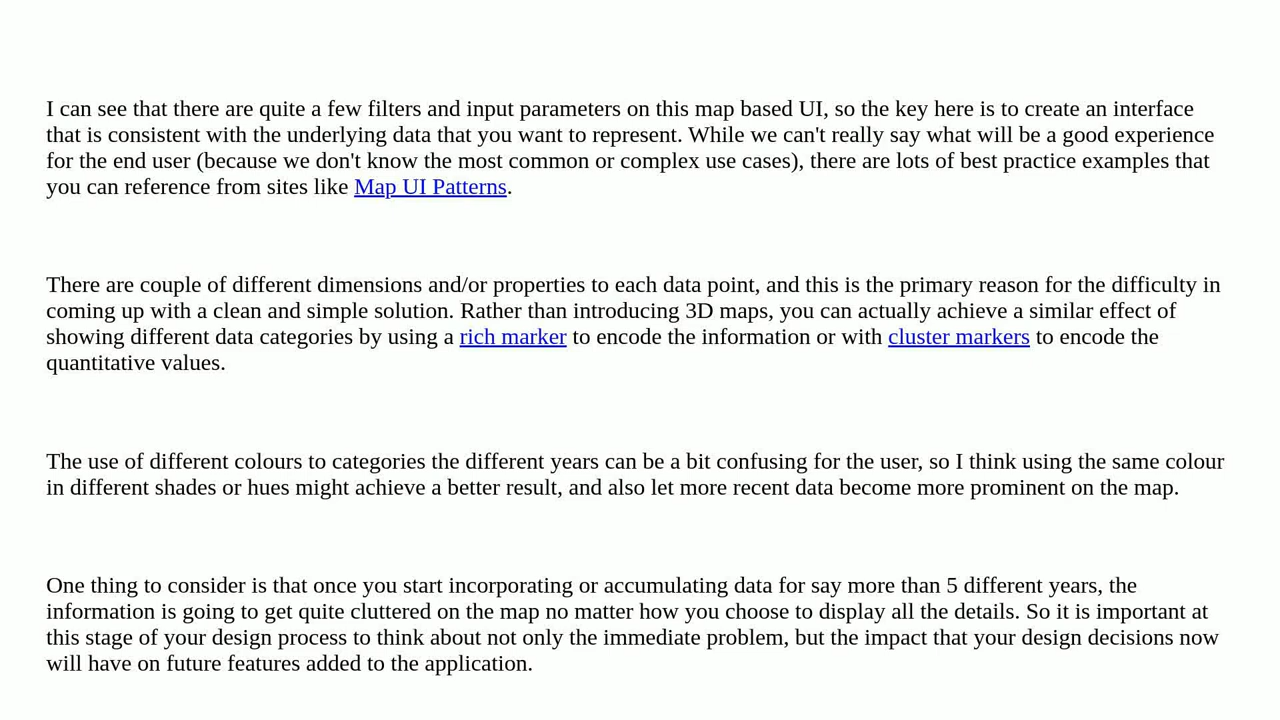 I can see that there are quite a few filters and input parameters on this map based UI, so the key here is to create an interface
that is consistent with the underlying data that you want to represent. While we can't really say what will be a good experience
for the end user (because we don't know the most common or complex use cases), there are lots of best practice examples that
you can reference from sites like Map UI Patterns.
There are couple of different dimensions and/or properties to each data point, and this is the primary reason for the difficulty in
coming up with a clean and simple solution. Rather than introducing 3D maps, you can actually achieve a similar effect of
showing different data categories by using a rich marker to encode the information or with cluster markers to encode the
quantitative values.
The use of different colours to categories the different years can be a bit confusing for the user, so I think using the same colour
in different shades or hues might achieve a better result, and also let more recent data become more prominent on the map.
One thing to consider is that once you start incorporating or accumulating data for say more than 5 different years, the
information is going to get quite cluttered on the map no matter how you choose to display all the details. So it is important at
this stage of your design process to think about not only the immediate problem, but the impact that your design decisions now
will have on future features added to the application.